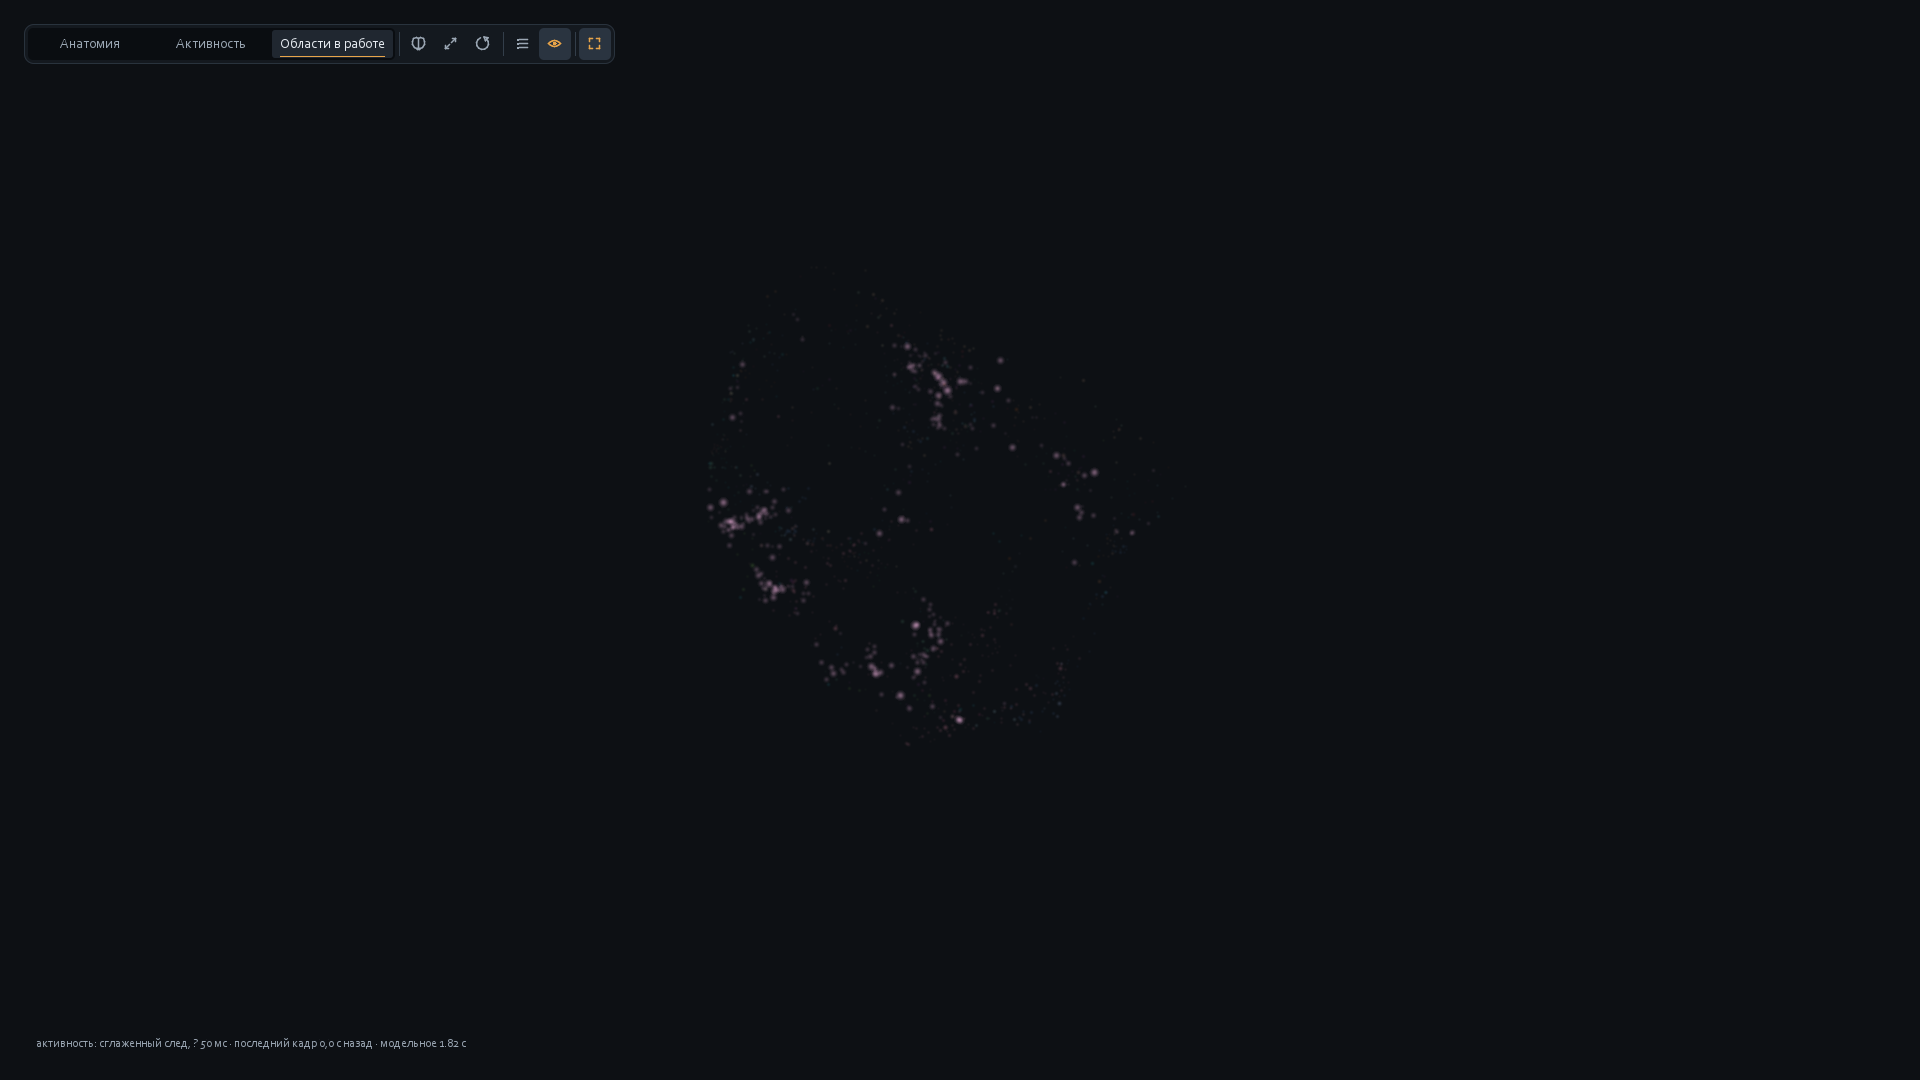 Анатомия Активность Области в работе
активность: сглаженный след, ? 50 мс · последний кадр 0,0 с назад · модельное 1.82 с